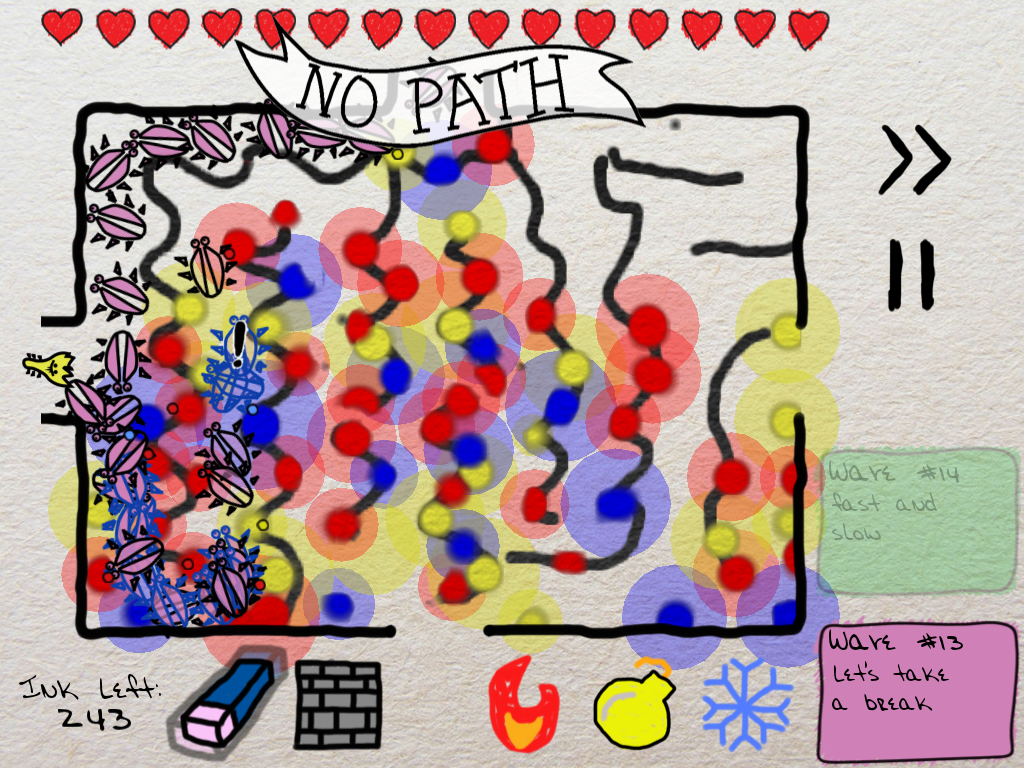 NO PATH
Wave #14
fast and
slow
Wave #13
Let's take
a break
Ink Left:
243